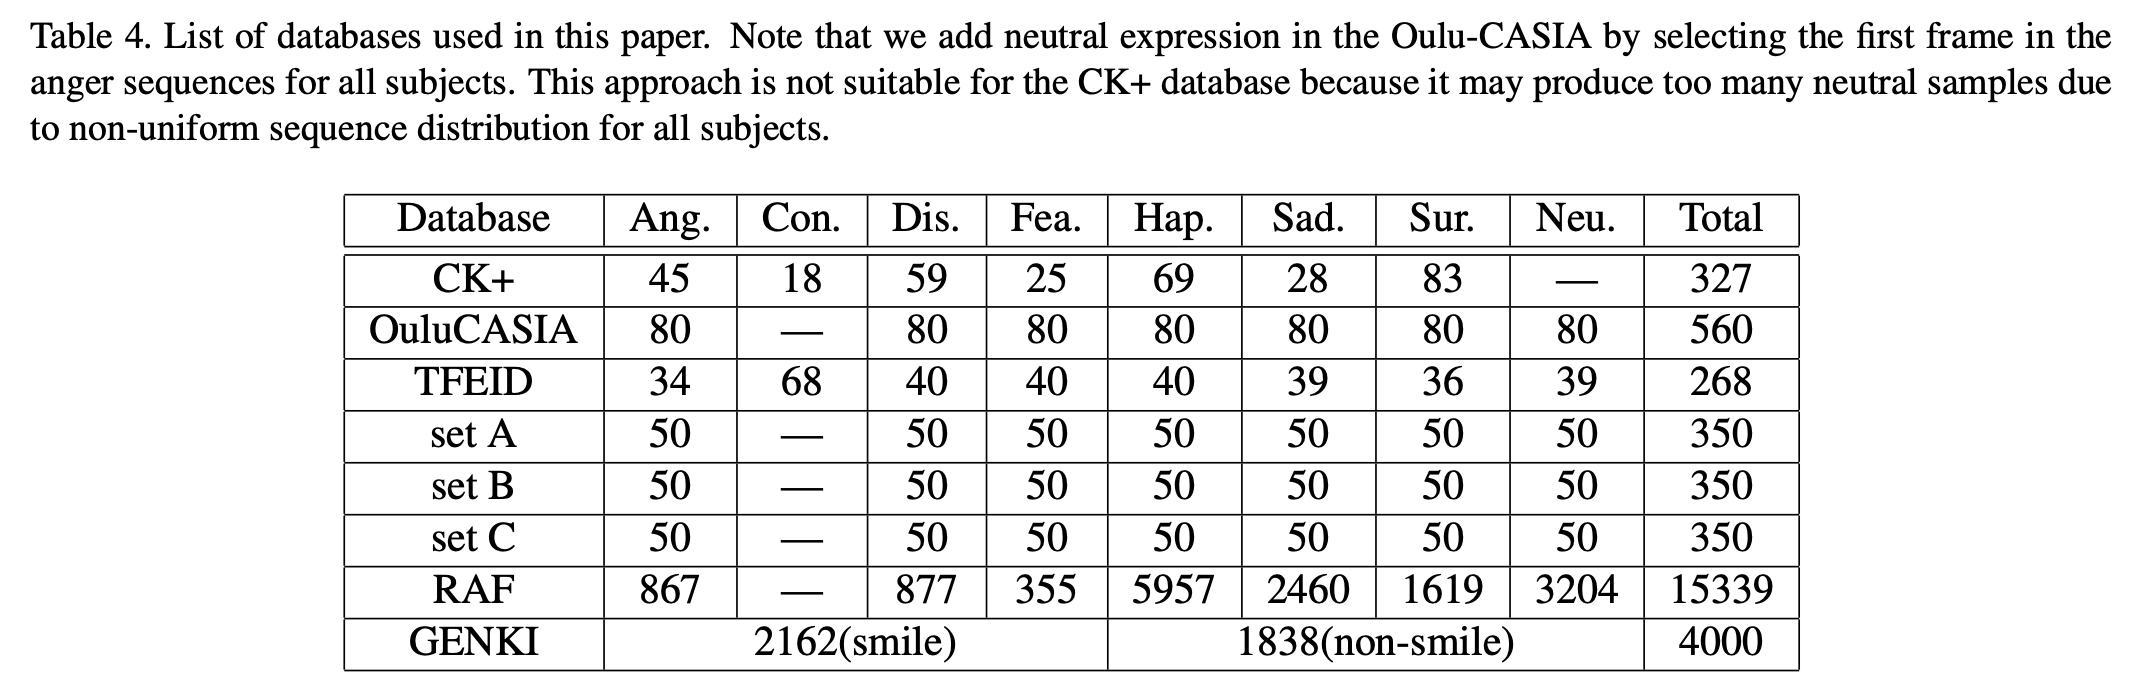 Table 4. List of databases used in this paper. Note that we add neutral expression in the Oulu-CASIA by selecting the first frame in the
anger sequences for all subjects. This approach is not suitable for the CK+ database because it may produce too many neutral samples due
to non-uniform sequence distribution for all subjects.
Database Ang. Con. Dis. Fea. Hap. Sad. Sur. Neu. Total
CK+ 45 18 59 25 69 28 83 — 327
OuluCASIA 80 — 80 80 80 80 80 80 560
TFEID 34 68 40 40 40 39 36 39 268
set A 50 — 50 50 50 50 50 50 350
set B 50 — 50 50 50 50 50 50 350
set C 50 — 50 50 50 50 50 50 350
RAF 867 — 877 355 5957 2460 1619 3204 15339
GENKI 2162(smile) 1838(non-smile) 4000